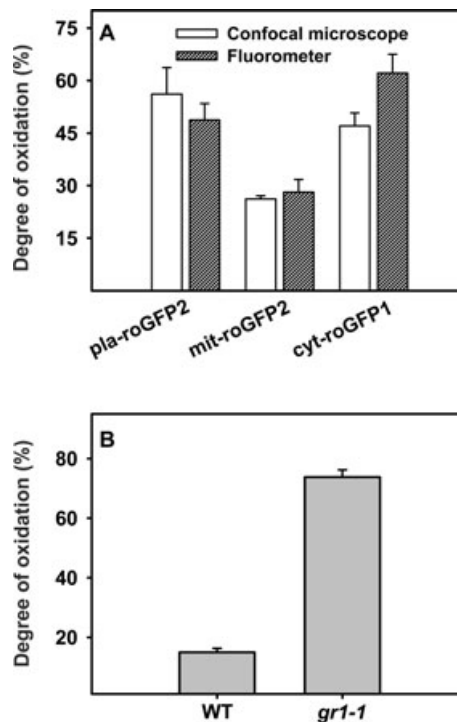 A
Confocal microscope
Fluorometer
Degree of oxidation (%)
75
60
45
30
15
pla-roGFP2
mit-roGFP2
cyt-roGFP1
B
Degree of oxidation (%)
80
60
40
20
WT
gr1-1